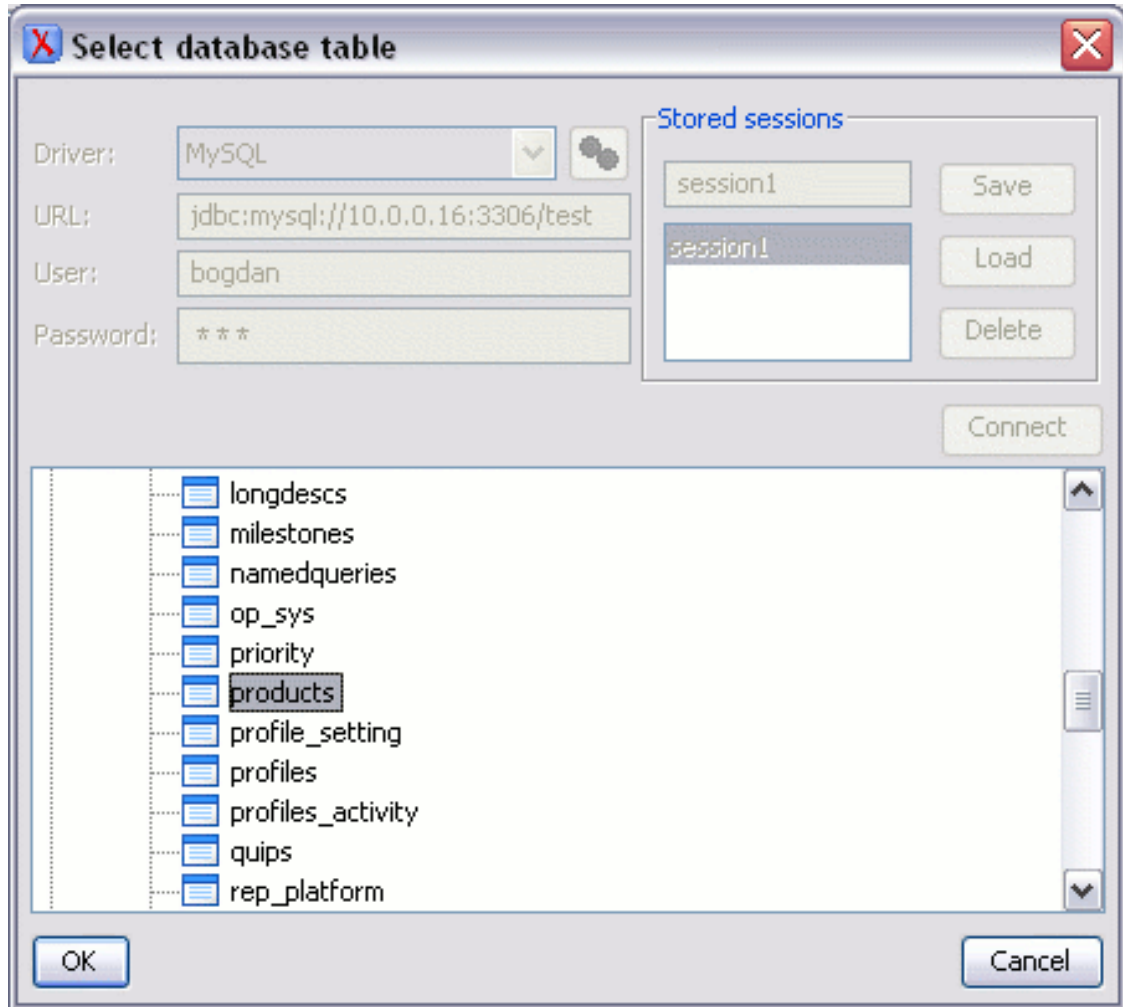 Select database table
Driver:
MySQL
URL:
jdbc:mysql://10.0.0.16:3306/test
User:
bogdan
Password:
***
Stored sessions
session1
Save
session1
Load
Delete
Connect
longdescs
milestones
namedqueries
op_sys
priority
products
profile_setting
profiles
profiles_activity
quips
rep_platform
OK
Cancel